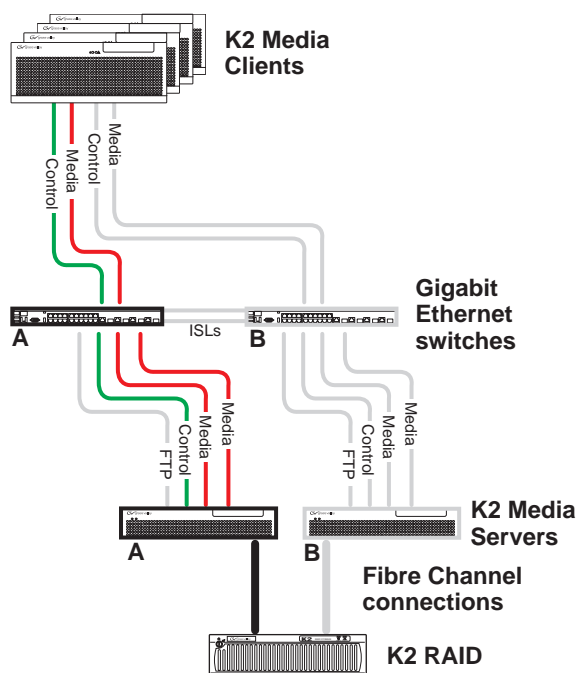 K2 Media
Clients
Control
Media
Control
Media
Gigabit
Ethernet
switches
A
ISLs
B
FTP
Control
Media
Media
FTP
Control
Media
Media
K2 Media
Servers
A
B
Fibre Channel
connections
K2
K2 RAID